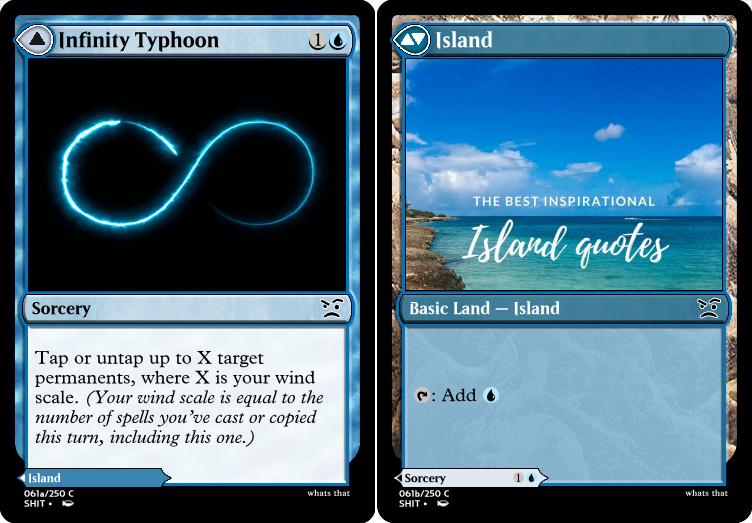 Infinity Typhoon 1
Sorcery
Tap or untap up to X target
permanents, where X is your wind
scale. (Your wind scale is equal to the
number of spells you've cast or copied
this turn, including this one.)
Island
061a/250 C
SHIT •
whats that
Island
THE BEST INSPIRATIONAL
Island quotes
Basic Land — Island
: Add
Sorcery 1
061b/250 C
SHIT •
whats that